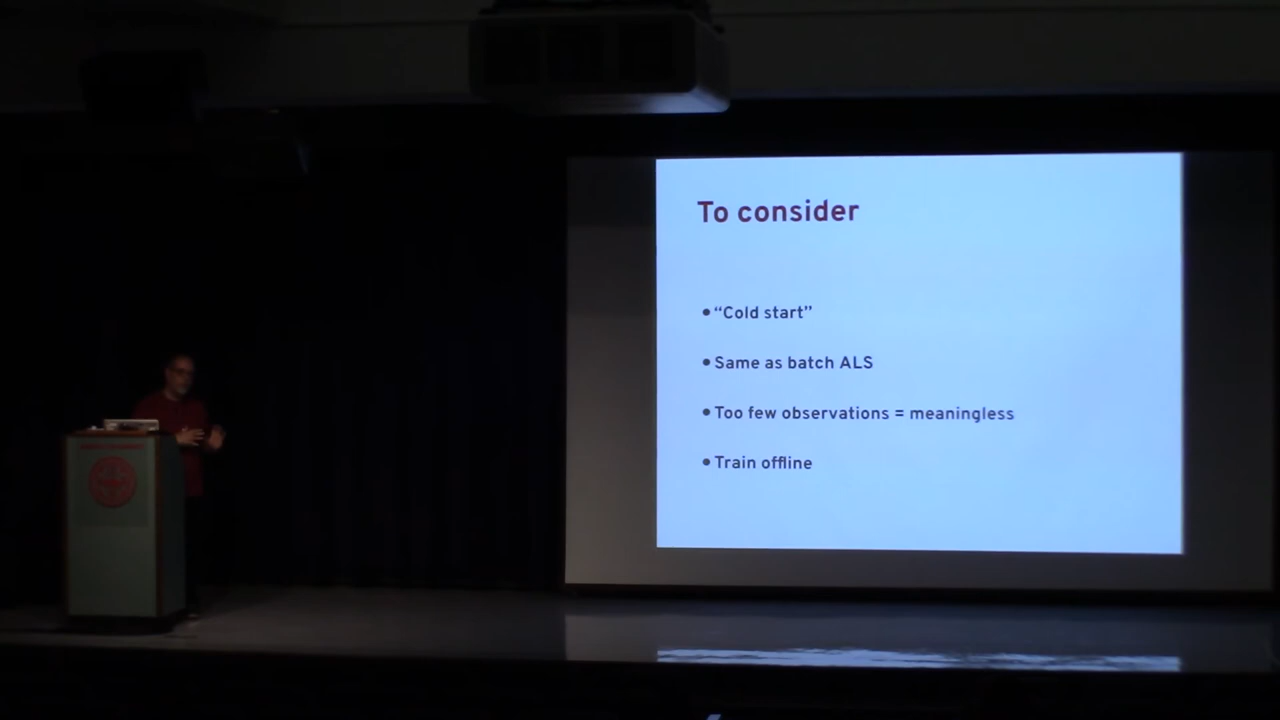 To consider
• “Cold start”
• Same as batch ALS
• Too few observations = meaningless
• Train offline